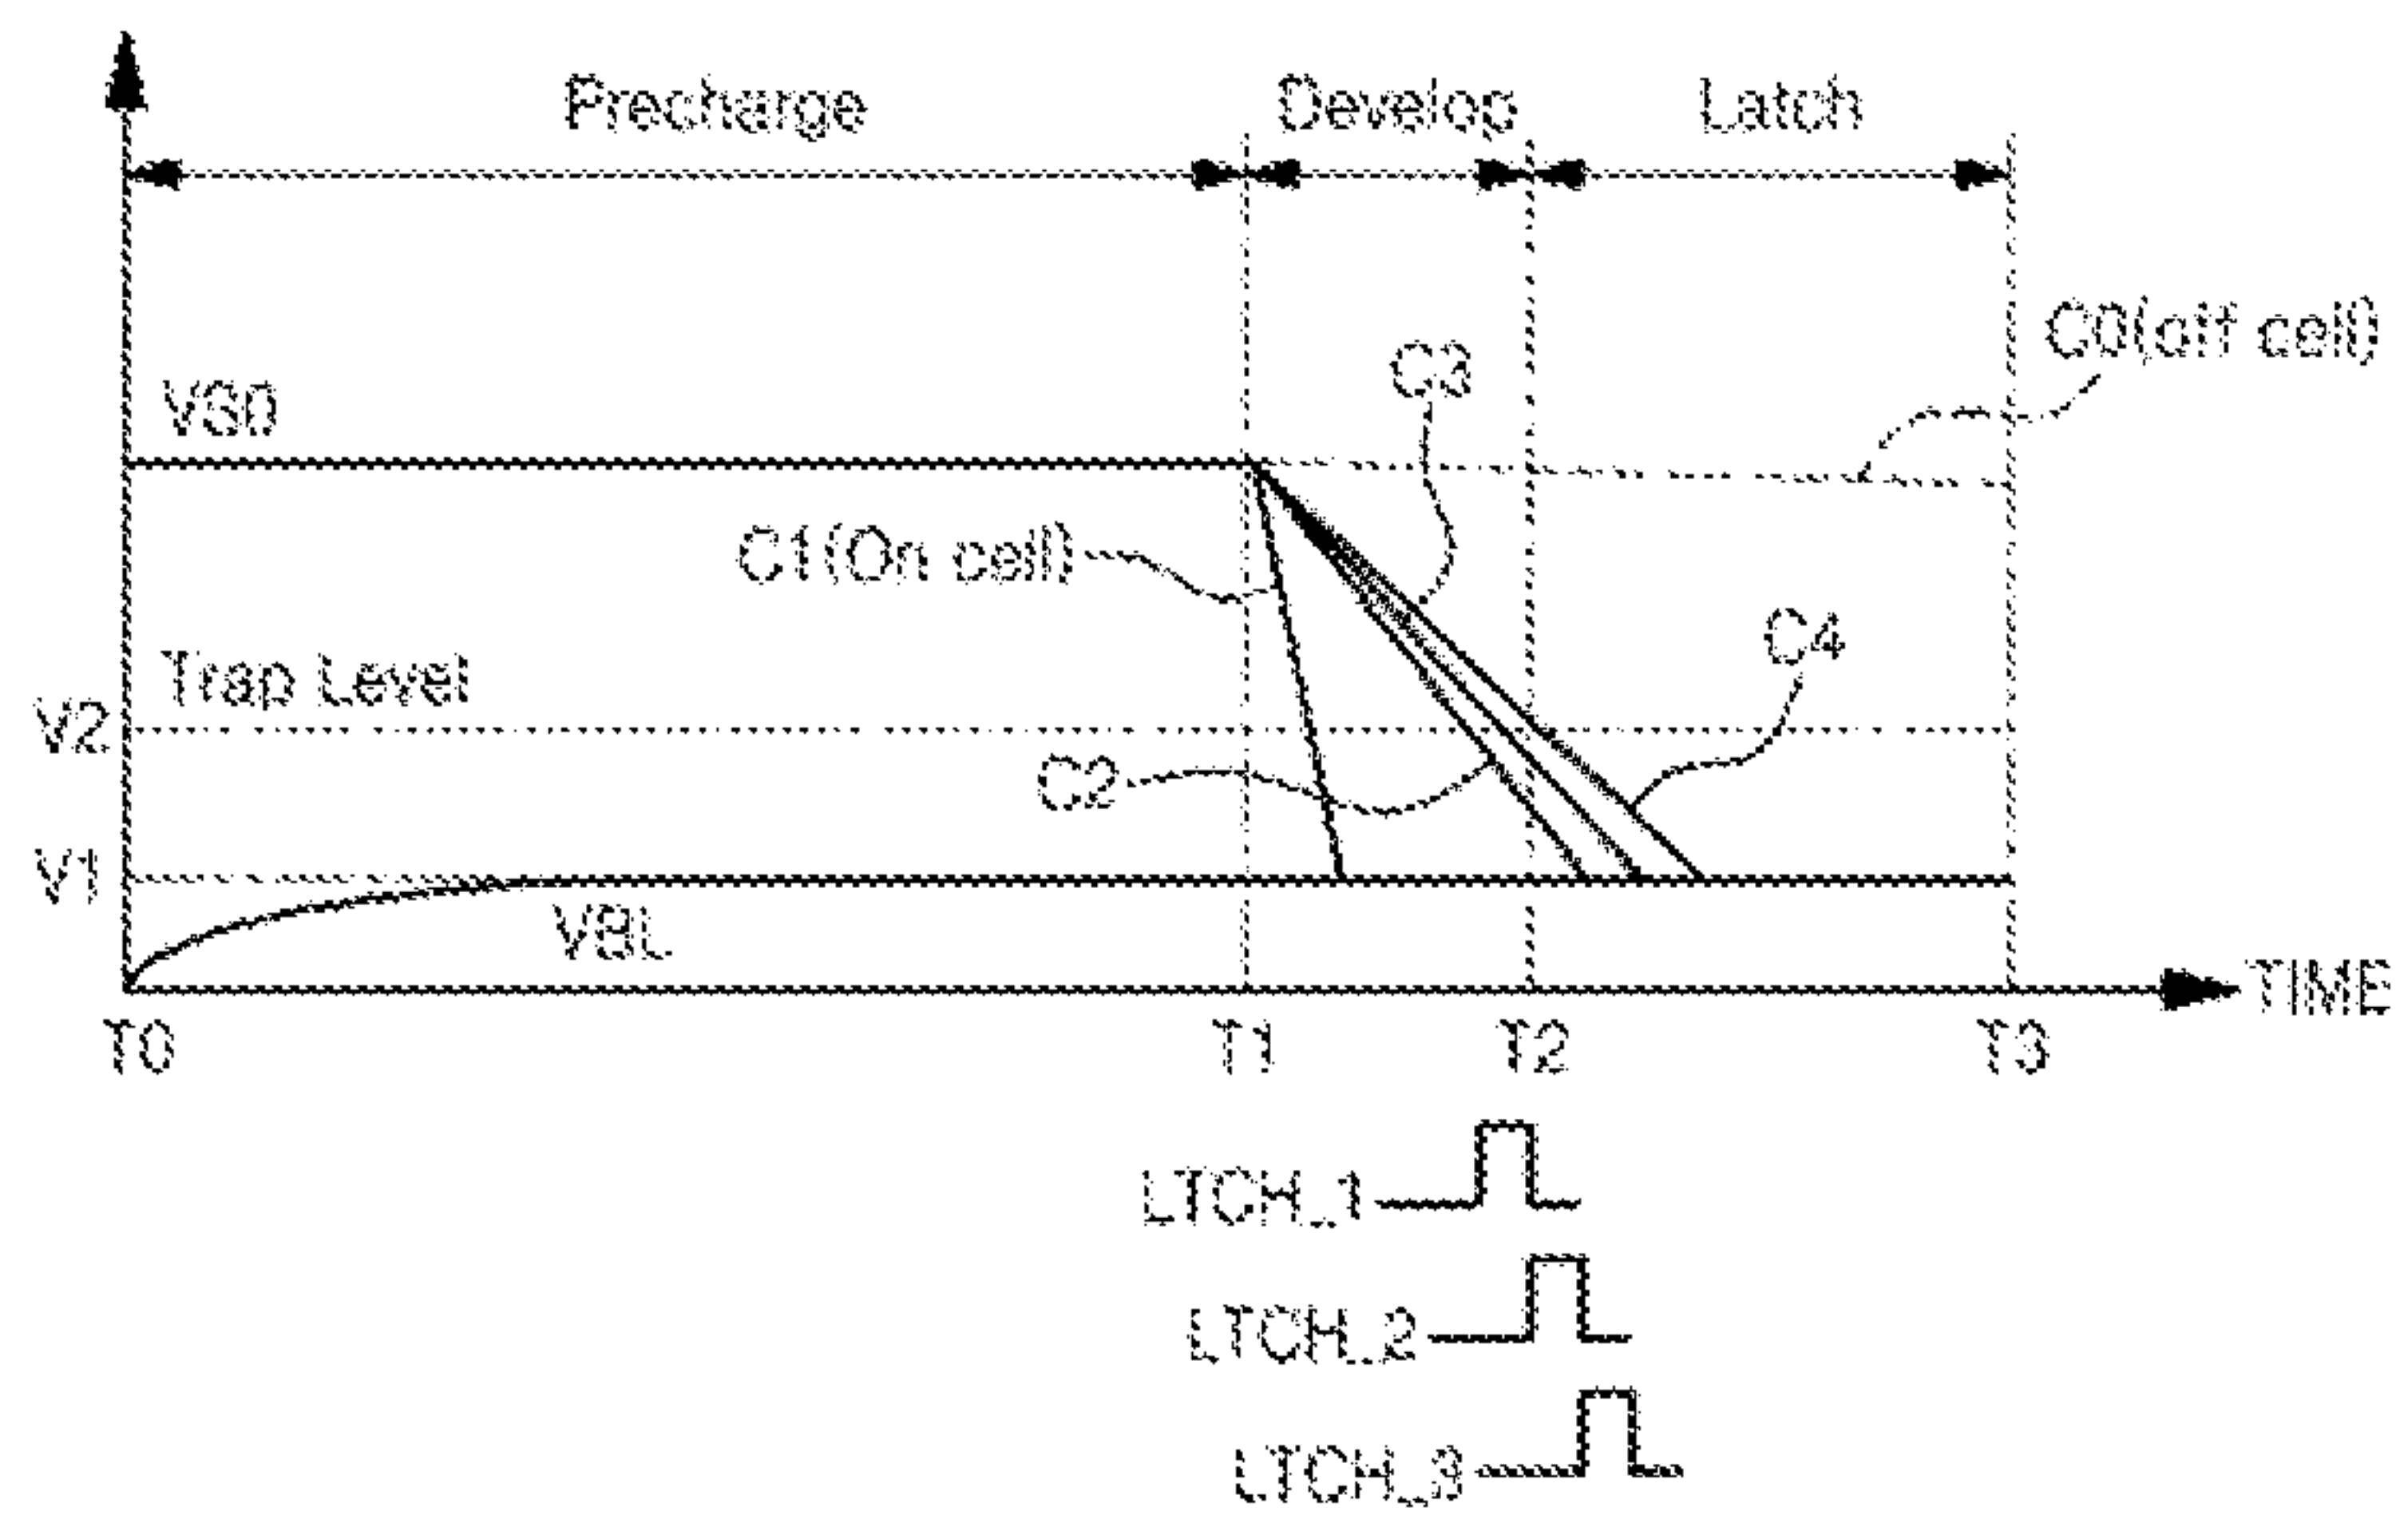 Precharge
Develop
Latch
C0(off cell)
C3
VS0
C1(On cell)
C4
Trap Level
V2
C2
V1
VBL
TIME
T0
T1
T2
T3
LTCH_1
LTCH_2
LTCH_3